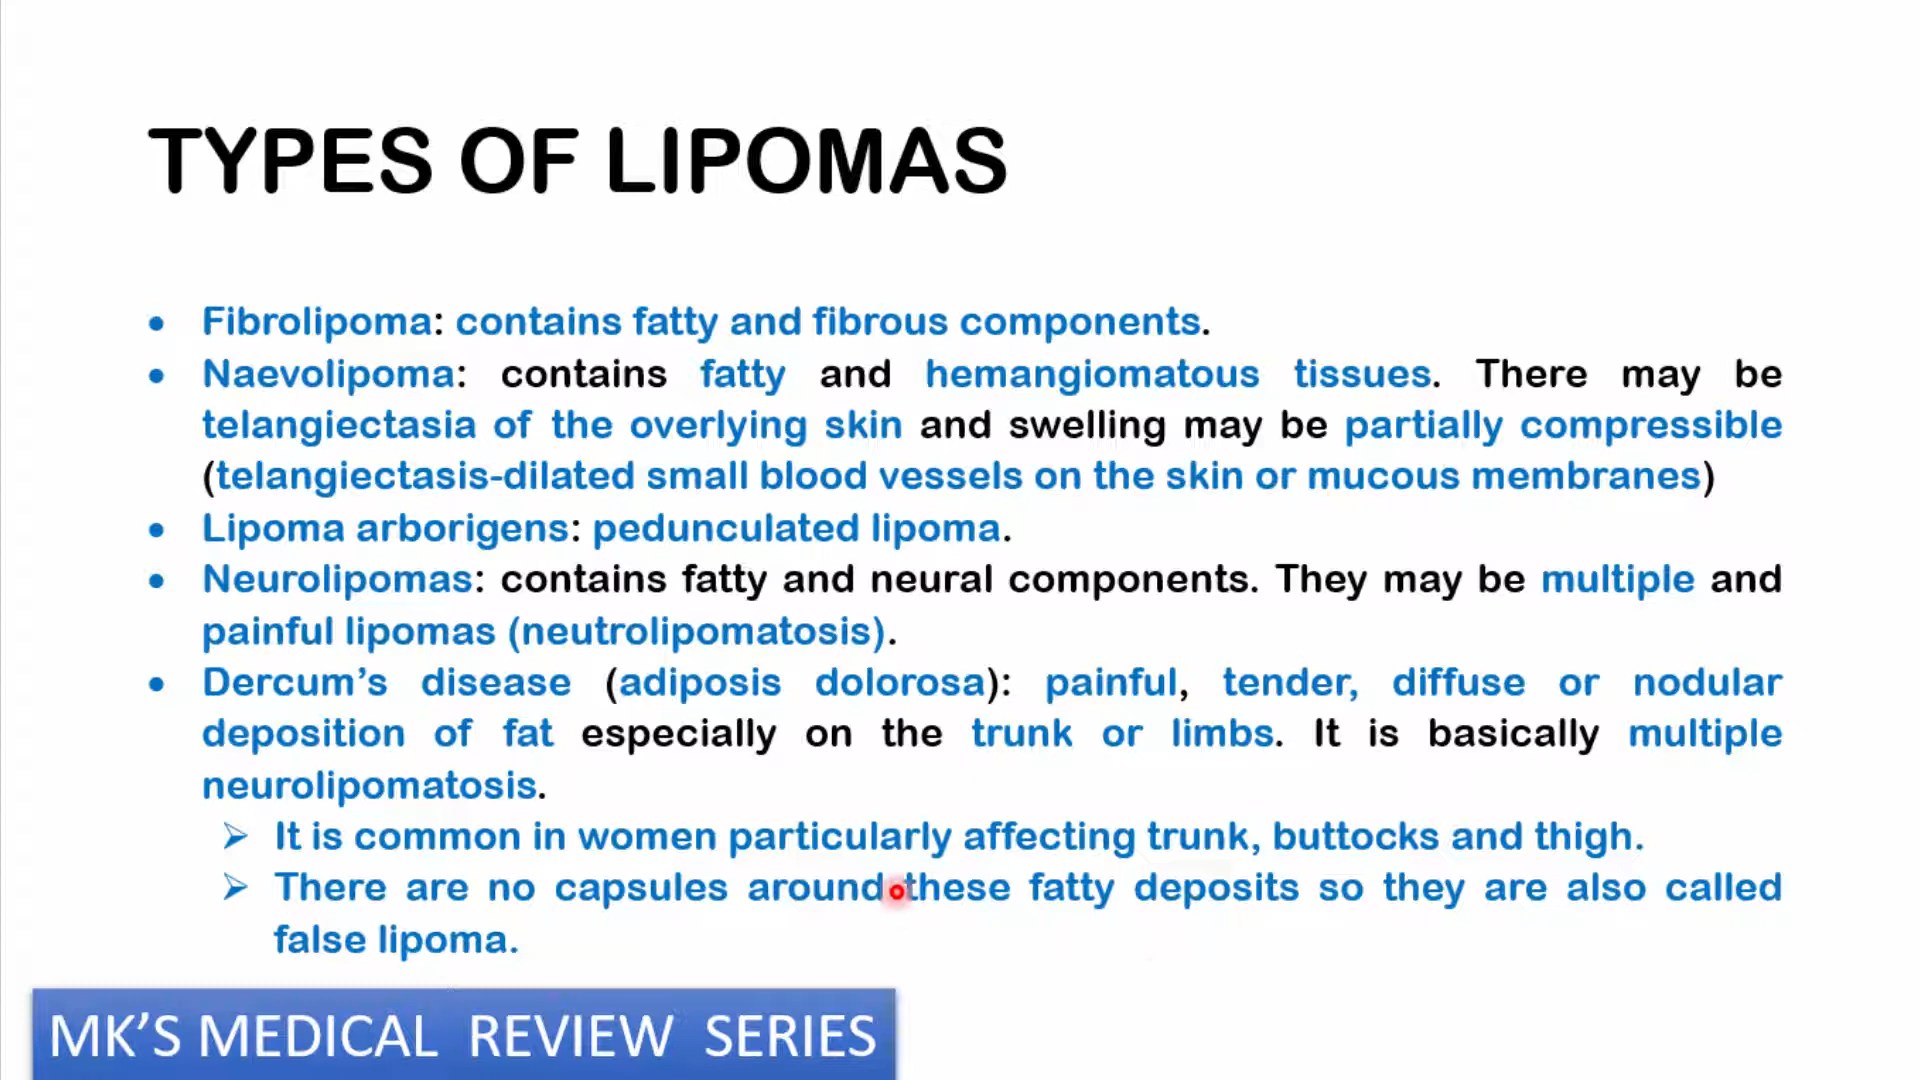 TYPES OF LIPOMAS
• Fibrolipoma: contains fatty and fibrous components.
• Naevolipoma: contains fatty and hemangiomatous tissues. There may be
telangiectasia of the overlying skin and swelling may be partially compressible
(telangiectasis-dilated small blood vessels on the skin or mucous membranes)
• Lipoma arborigens: pedunculated lipoma.
• Neurolipomas: contains fatty and neural components. They may be multiple and
painful lipomas (neutrolipomatosis).
• Dercum’s disease (adiposis dolorosa): painful, tender, diffuse or nodular
deposition of fat especially on the trunk or limbs. It is basically multiple
neurolipomatosis.
➢ It is common in women particularly affecting trunk, buttocks and thigh.
➢ There are no capsules around these fatty deposits so they are also called
false lipoma.
MK’S MEDICAL REVIEW SERIES